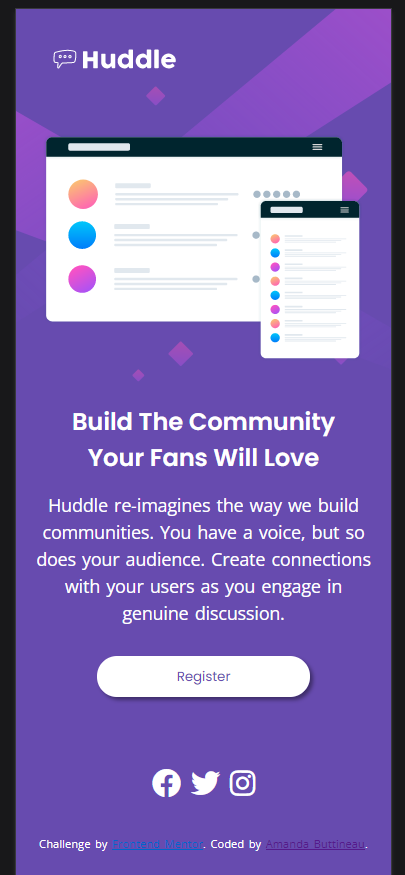 Huddle
Build The Community
Your Fans Will Love
Huddle re-imagines the way we build
communities. You have a voice, but so
does your audience. Create connections
with your users as you engage in
genuine discussion.
Register
Challenge by Frontend Mentor. Coded by Amanda Buttineau.